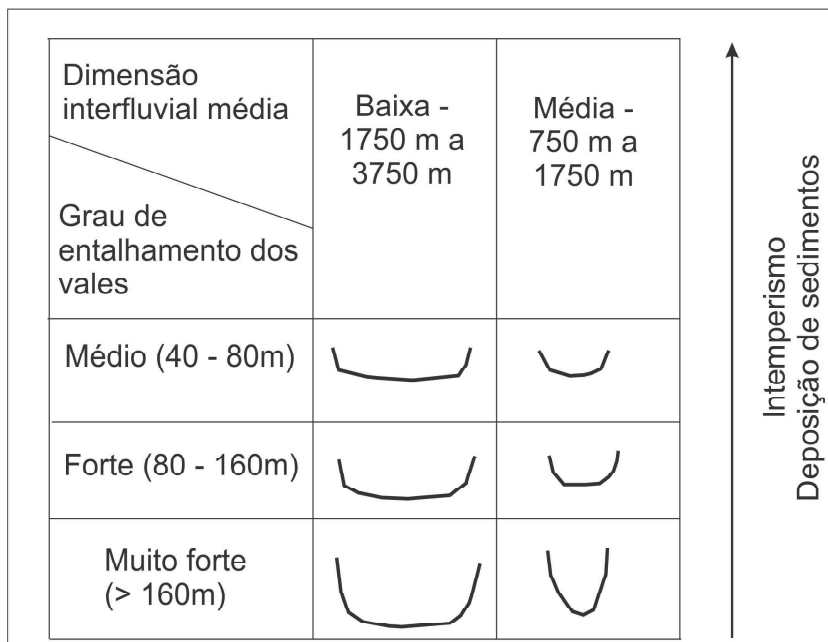 Dimensão
interfluvial média
Grau de
entalhamento dos
vales
Baixa -
1750 m a
3750 m
Média -
750 m a
1750 m
Médio (40 - 80m)
Forte (80 - 160m)
Muito forte
(> 160m)
Intemperismo
Deposição de sedimentos